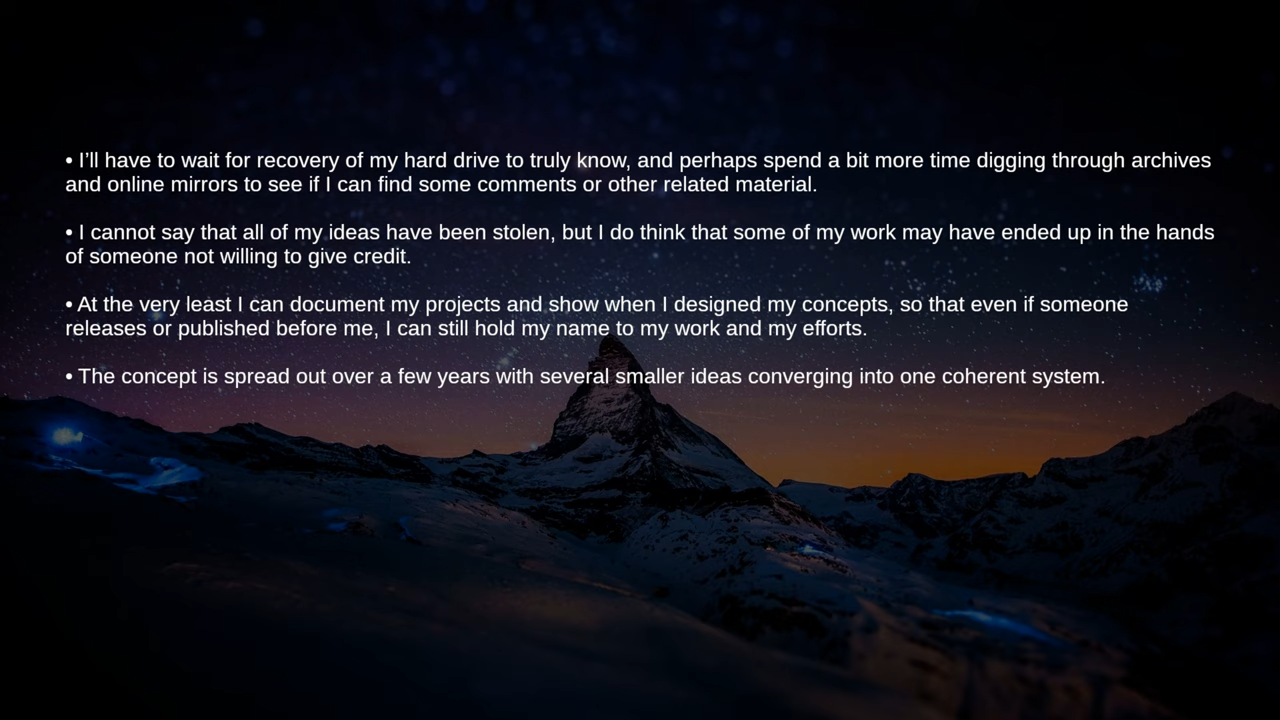 • I’ll have to wait for recovery of my hard drive to truly know, and perhaps spend a bit more time digging through archives
and online mirrors to see if I can find some comments or other related material.
• I cannot say that all of my ideas have been stolen, but I do think that some of my work may have ended up in the hands
of someone not willing to give credit.
• At the very least I can document my projects and show when I designed my concepts, so that even if someone
releases or published before me, I can still hold my name to my work and my efforts.
• The concept is spread out over a few years with several smaller ideas converging into one coherent system.